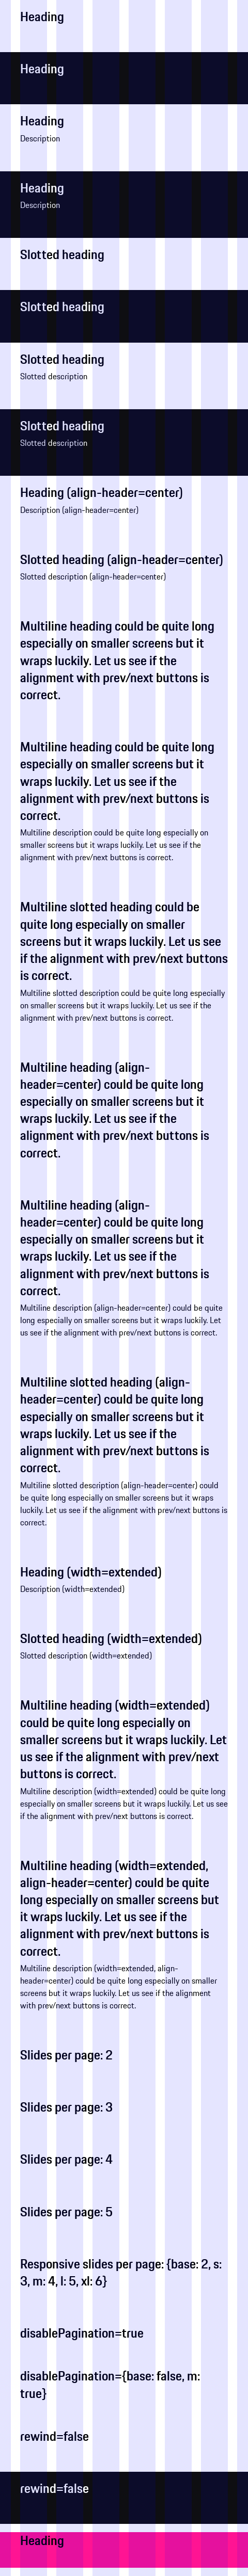 Heading
Heading
Heading
Description
Heading
Description
Slotted heading
Slotted heading
Slotted heading
Slotted description
Slotted heading
Slotted description
Heading (align-header=center)
Description (align-header=center)
Slotted heading (align-header=center)
Slotted description (align-header=center)
Multiline heading could be quite long
especially on smaller screens but it
wraps luckily. Let us see if the
alignment with prev/next buttons is
correct.
Multiline heading could be quite long
especially on smaller screens but it
wraps luckily. Let us see if the
alignment with prev/next buttons is
correct.
Multiline description could be quite long especially on
smaller screens but it wraps luckily. Let us see if the
alignment with prev/next buttons is correct.
Multiline slotted heading could be
quite long especially on smaller
screens but it wraps luckily. Let us see
if the alignment with prev/next buttons
is correct.
Multiline slotted description could be quite long especially
on smaller screens but it wraps luckily. Let us see if the
alignment with prev/next buttons is correct.
Multiline heading (align-
header=center) could be quite long
especially on smaller screens but it
wraps luckily. Let us see if the
alignment with prev/next buttons is
correct.
Multiline heading (align-
header=center) could be quite long
especially on smaller screens but it
wraps luckily. Let us see if the
alignment with prev/next buttons is
correct.
Multiline description (align-header=center) could be quite
long especially on smaller screens but it wraps luckily. Let
us see if the alignment with prev/next buttons is correct.
Multiline slotted heading (align-
header=center) could be quite long
especially on smaller screens but it
wraps luckily. Let us see if the
alignment with prev/next buttons is
correct.
Multiline slotted description (align-header=center) could
be quite long especially on smaller screens but it wraps
luckily. Let us see if the alignment with prev/next buttons is
correct.
Heading (width=extended)
Description (width=extended)
Slotted heading (width=extended)
Slotted description (width=extended)
Multiline heading (width=extended)
could be quite long especially on
smaller screens but it wraps luckily. Let
us see if the alignment with prev/next
buttons is correct.
Multiline description (width=extended) could be quite long
especially on smaller screens but it wraps luckily. Let us see
if the alignment with prev/next buttons is correct.
Multiline heading (width=extended,
align-header=center) could be quite
long especially on smaller screens but
it wraps luckily. Let us see if the
alignment with prev/next buttons is
correct.
Multiline description (width=extended, align-
header=center) could be quite long especially on smaller
screens but it wraps luckily. Let us see if the alignment
with prev/next buttons is correct.
Slides per page: 2
Slides per page: 3
Slides per page: 4
Slides per page: 5
Responsive slides per page: {base: 2, s:
3, m: 4, l: 5, xl: 6}
disablePagination=true
disablePagination={base: false, m:
true}
rewind=false
rewind=false
Heading